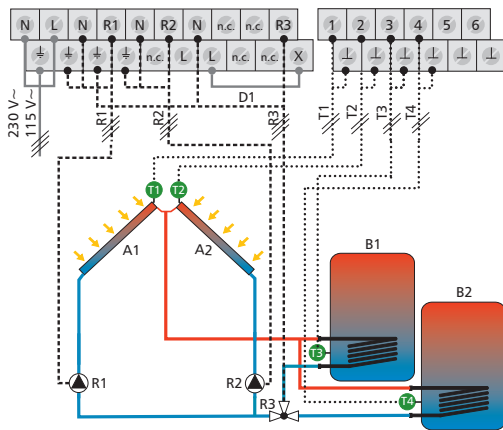 N L N R1 N R2 N n.c. n.c. R3
n.c. L L n.c. X
1 2 3 4 5 6
D1
230 V~
115 V~
R1
R2
R3
T1
T2
T3
T4
T1 T2
A1 A2
B1
B2
T3
T4
R1 R2 R3